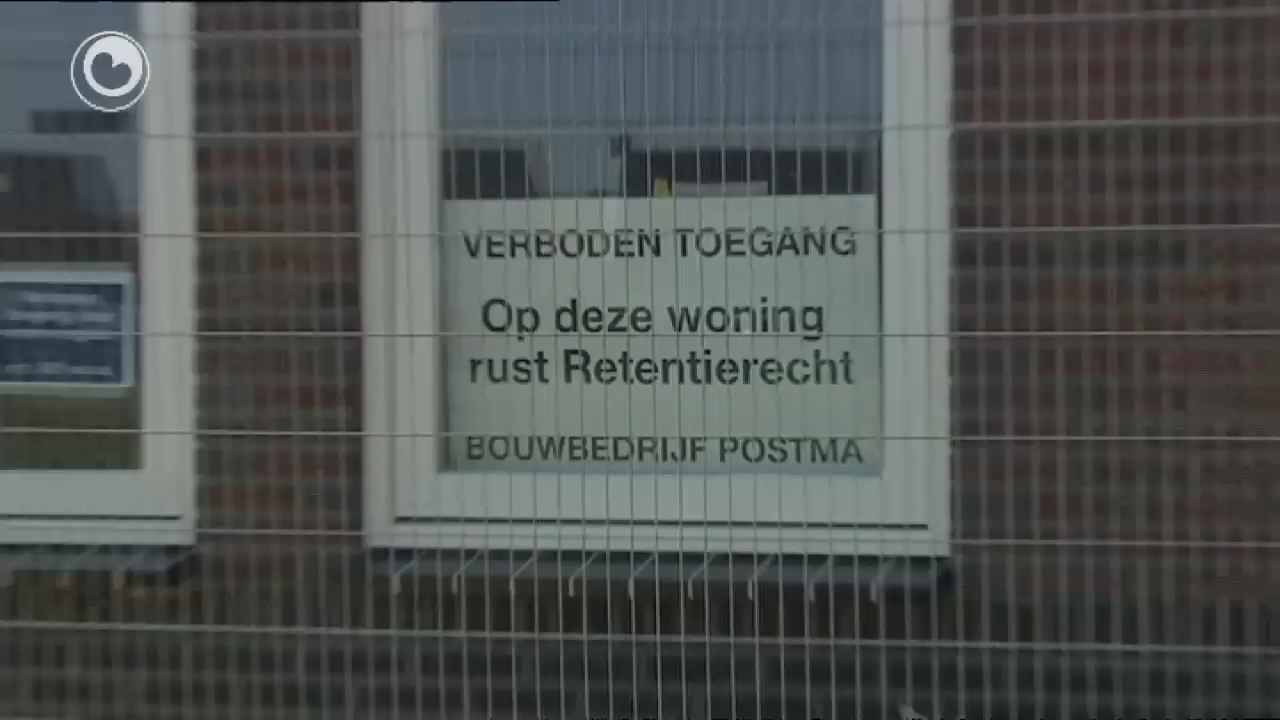 VERBODEN TOEGANG
Op deze woning
rust Retentierecht
BOUWBEDRIJF POSTMA